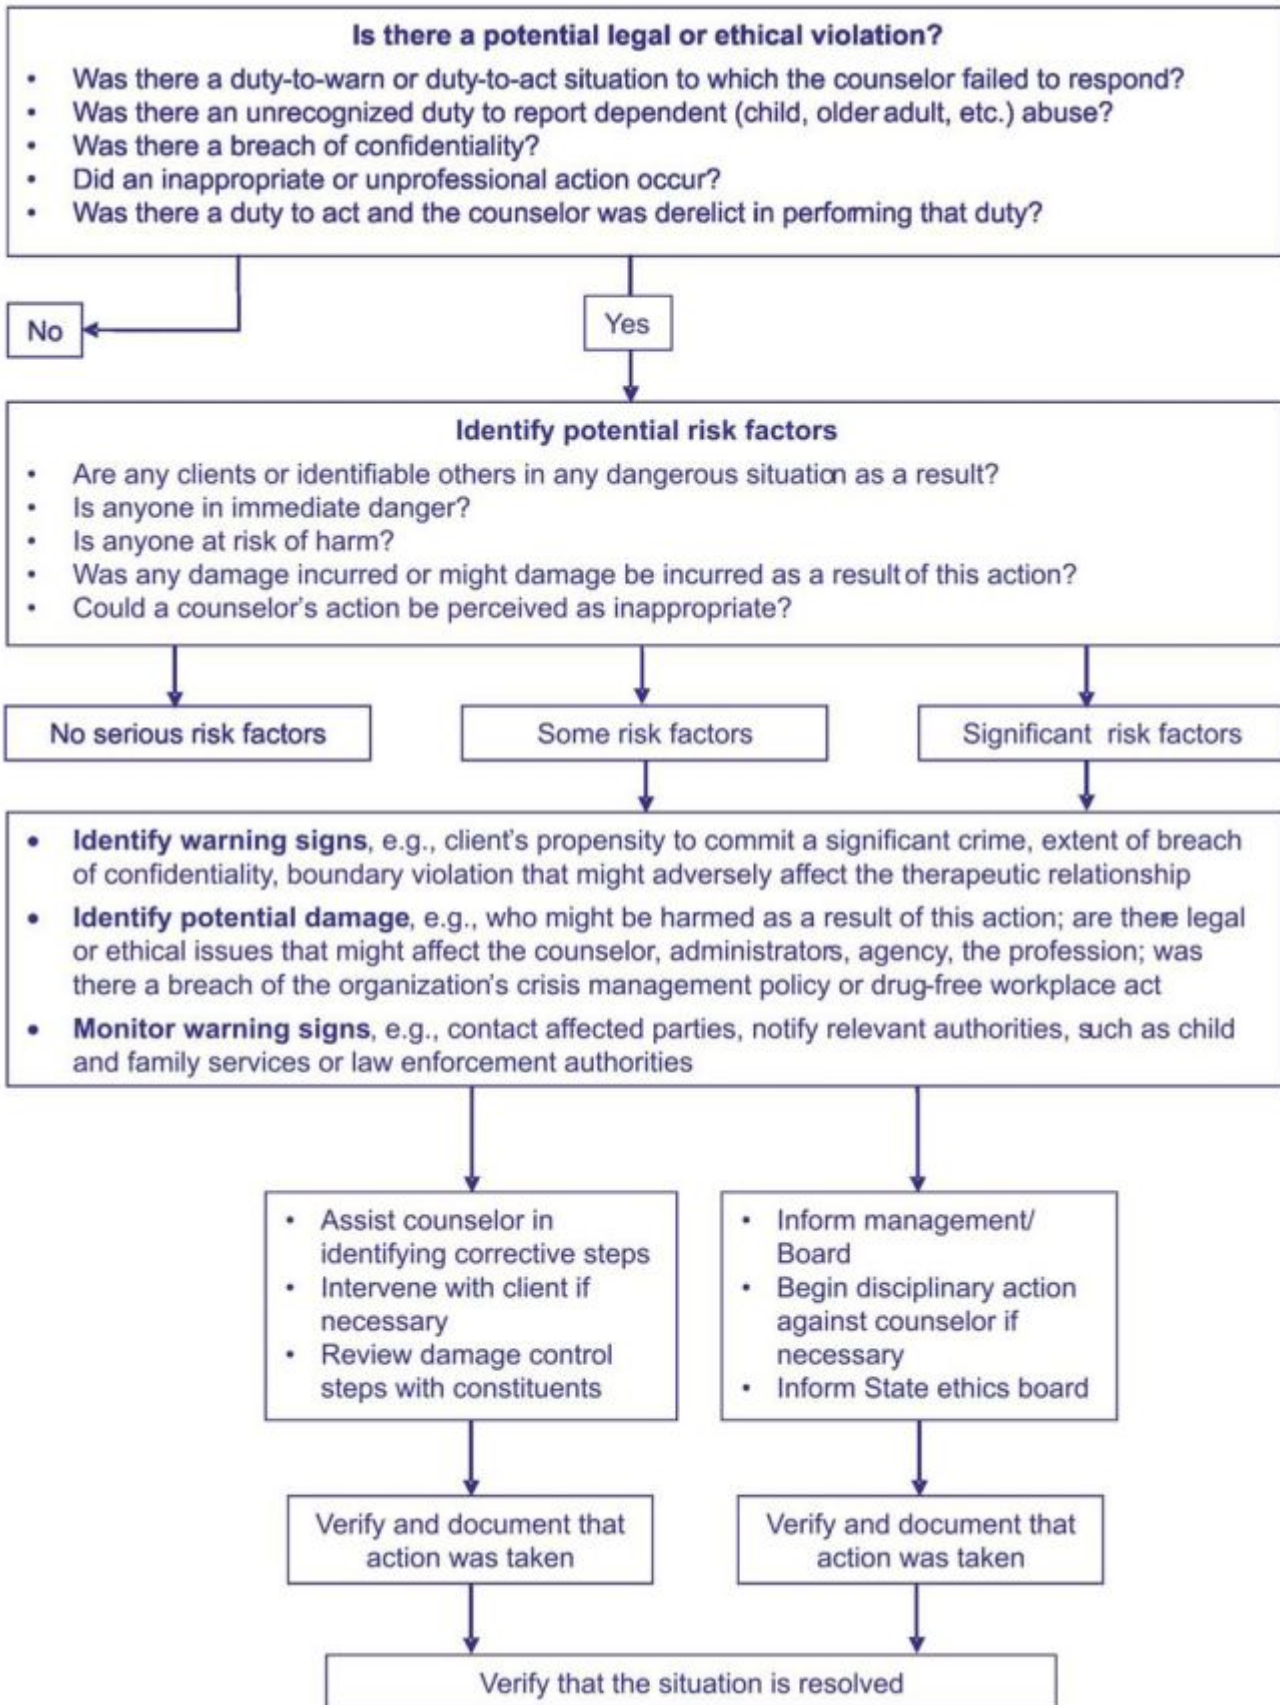 Is there a potential legal or ethical violation?
• Was there a duty-to-warn or duty-to-act situation to which the counselor failed to respond?
• Was there an unrecognized duty to report dependent (child, older adult, etc.) abuse?
• Was there a breach of confidentiality?
• Did an inappropriate or unprofessional action occur?
• Was there a duty to act and the counselor was derelict in performing that duty?
No
Yes
Identify potential risk factors
• Are any clients or identifiable others in any dangerous situation as a result?
• Is anyone in immediate danger?
• Is anyone at risk of harm?
• Was any damage incurred or might damage be incurred as a result of this action?
• Could a counselor's action be perceived as inappropriate?
No serious risk factors
Some risk factors
Significant risk factors
• Identify warning signs, e.g., client's propensity to commit a significant crime, extent of breach
of confidentiality, boundary violation that might adversely affect the therapeutic relationship
• Identify potential damage, e.g., who might be harmed as a result of this action; are there legal
or ethical issues that might affect the counselor, administrators, agency, the profession; was
there a breach of the organization's crisis management policy or drug-free workplace act
• Monitor warning signs, e.g., contact affected parties, notify relevant authorities, such as child
and family services or law enforcement authorities
• Assist counselor in
identifying corrective steps
• Intervene with client if
necessary
• Review damage control
steps with constituents
• Inform management/
Board
• Begin disciplinary action
against counselor if
necessary
• Inform State ethics board
Verify and document that
action was taken
Verify and document that
action was taken
Verify that the situation is resolved